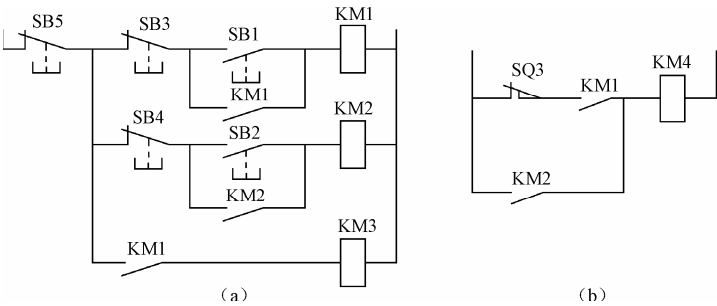 SB5 SB3 SB1 KM1
KM1
SB4 SB2 KM2
KM2
KM1 KM3
(a)
SQ3 KM1 KM4
KM2
(b)